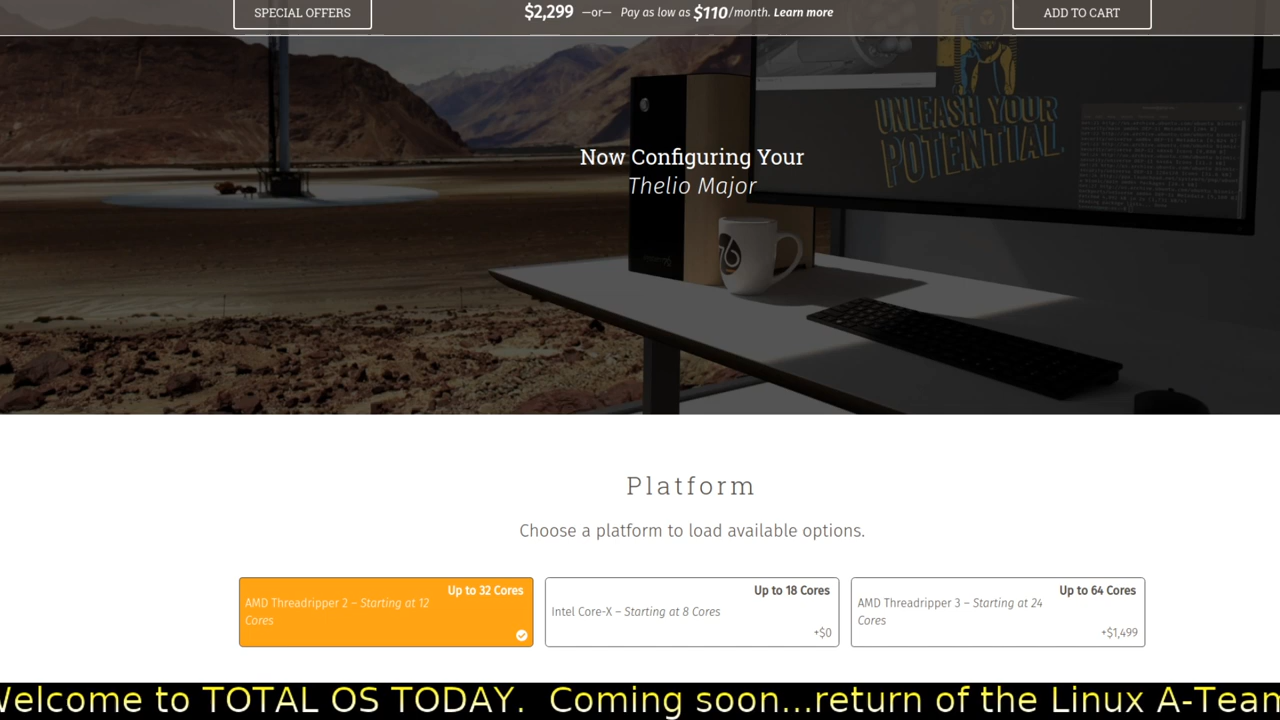 SPECIAL OFFERS
$2,299 —or— Pay as low as $110/month. Learn more
ADD TO CART
UNLEASH YOUR
POTENTIAL.
Now Configuring Your
Thelio Major
76
Platform
Choose a platform to load available options.
Up to 32 Cores
AMD Threadripper 2 – Starting at 12
Cores
Up to 18 Cores
Intel Core-X – Starting at 8 Cores
+$0
Up to 64 Cores
AMD Threadripper 3 – Starting at 24
Cores
+$1,499
Welcome to TOTAL OS TODAY.  Coming soon...return of the Linux A-Team